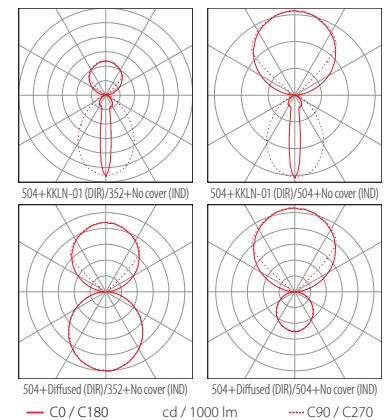 504+KKLN-01 (DIR)/352+No cover (IND)
504+KKLN-01 (DIR)/504+No cover (IND)
504+Diffused (DIR)/352+No cover (IND)
504+Diffused (DIR)/504+No cover (IND)
C0 / C180 cd / 1000 lm C90 / C270